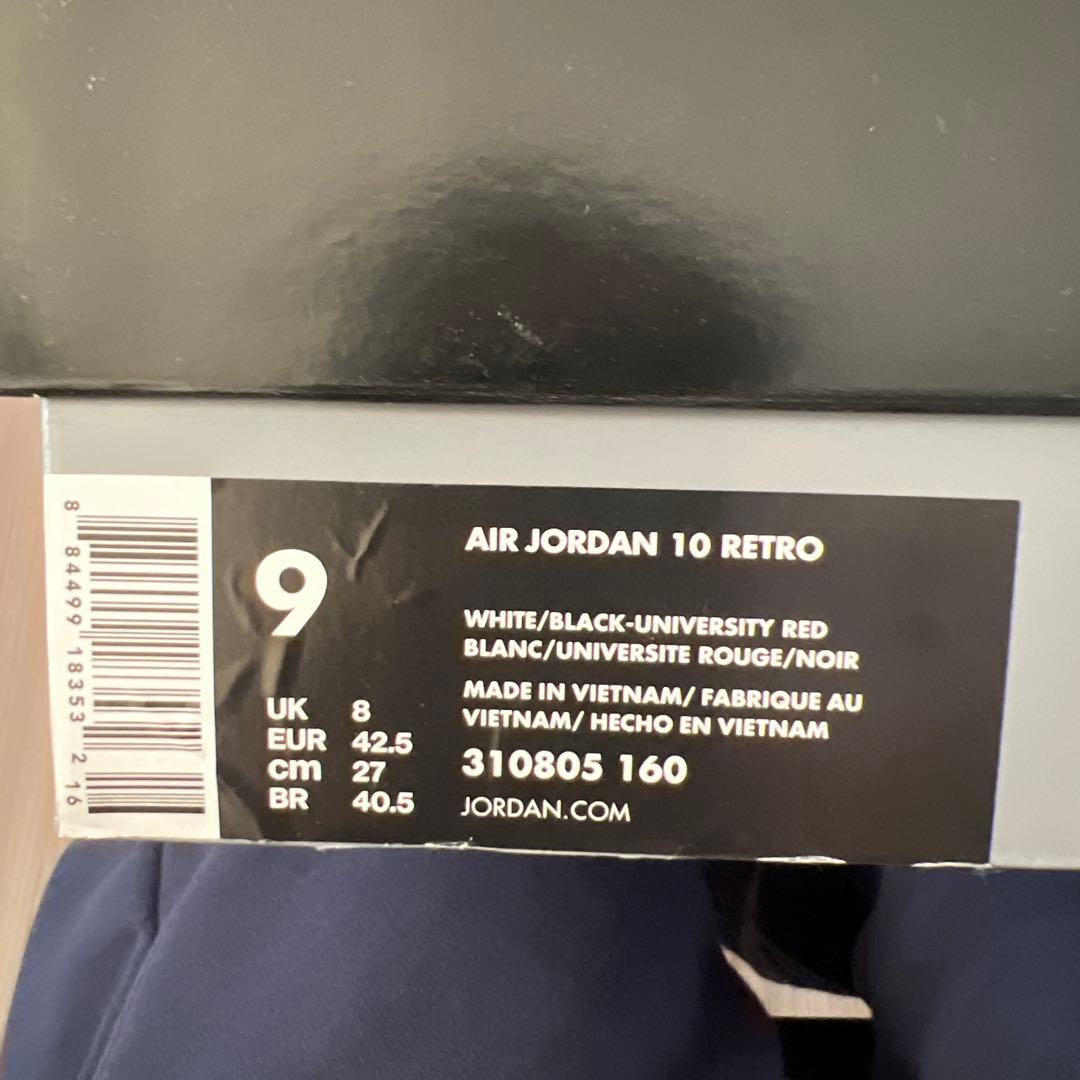 8 84499 18353 2 16
9
UK 8
EUR 42.5
cm 27
BR 40.5
AIR JORDAN 10 RETRO
WHITE/BLACK-UNIVERSITY RED
BLANC/UNIVERSITE ROUGE/NOIR
MADE IN VIETNAM/ FABRIQUE AU
VIETNAM/ HECHO EN VIETNAM
310805 160
JORDAN.COM